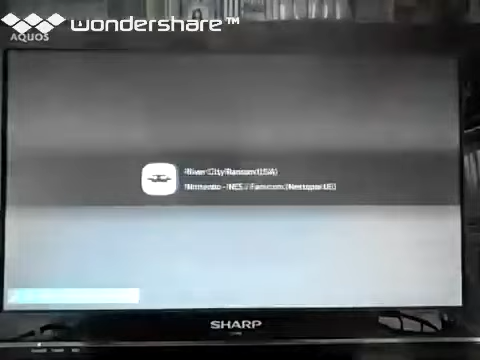 wondershare™
AQUOS
River City Ransom (USA)
Nintendo - NES / Famicom (Nestopia UE)
SHARP